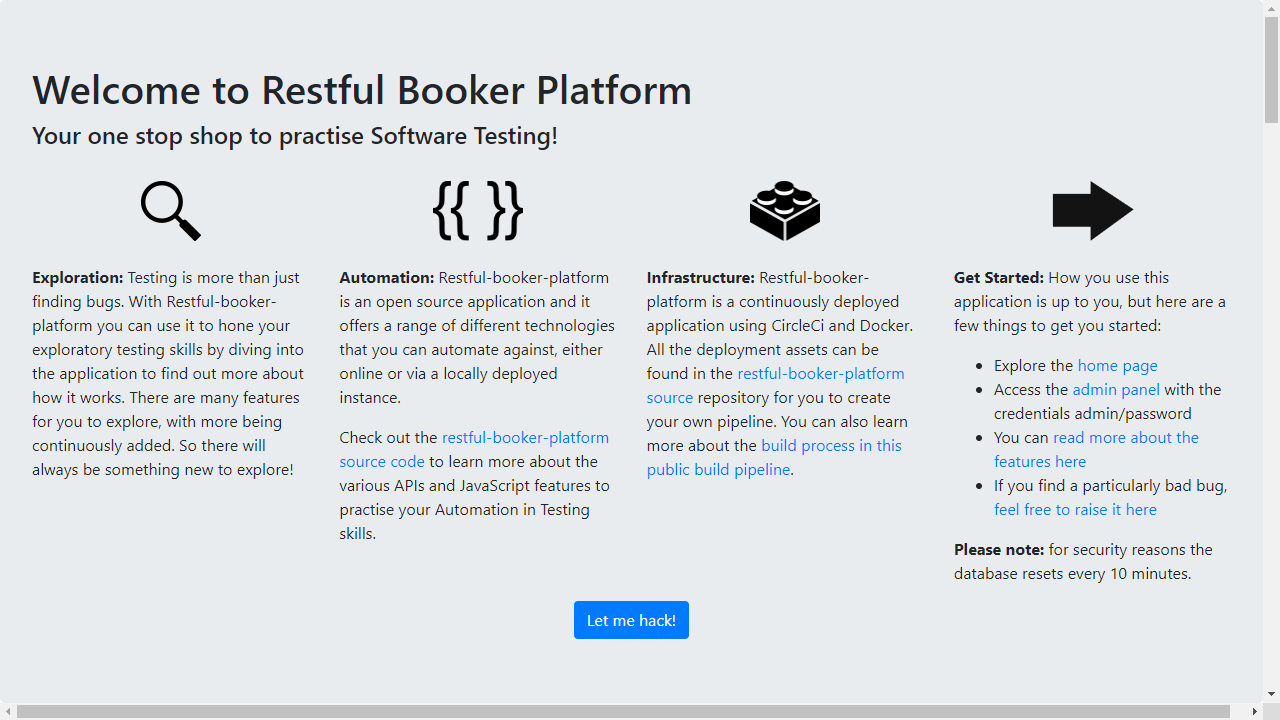 Welcome to Restful Booker Platform
Your one stop shop to practise Software Testing!
{{ }}
Exploration: Testing is more than just
finding bugs. With Restful-booker-
platform you can use it to hone your
exploratory testing skills by diving into
the application to find out more about
how it works. There are many features
for you to explore, with more being
continuously added. So there will
always be something new to explore!
Automation: Restful-booker-platform
is an open source application and it
offers a range of different technologies
that you can automate against, either
online or via a locally deployed
instance.
Check out the restful-booker-platform
source code to learn more about the
various APIs and JavaScript features to
practise your Automation in Testing
skills.
Infrastructure: Restful-booker-
platform is a continuously deployed
application using CircleCi and Docker.
All the deployment assets can be
found in the restful-booker-platform
source repository for you to create
your own pipeline. You can also learn
more about the build process in this
public build pipeline.
Get Started: How you use this
application is up to you, but here are a
few things to get you started:
• Explore the home page
• Access the admin panel with the
credentials admin/password
• You can read more about the
features here
• If you find a particularly bad bug,
feel free to raise it here
Please note: for security reasons the
database resets every 10 minutes.
Let me hack!